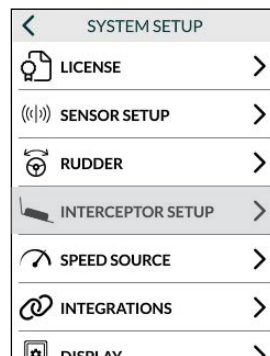 SYSTEM SETUP
LICENSE
SENSOR SETUP
RUDDER
INTERCEPTOR SETUP
SPEED SOURCE
INTEGRATIONS
DISPLAY